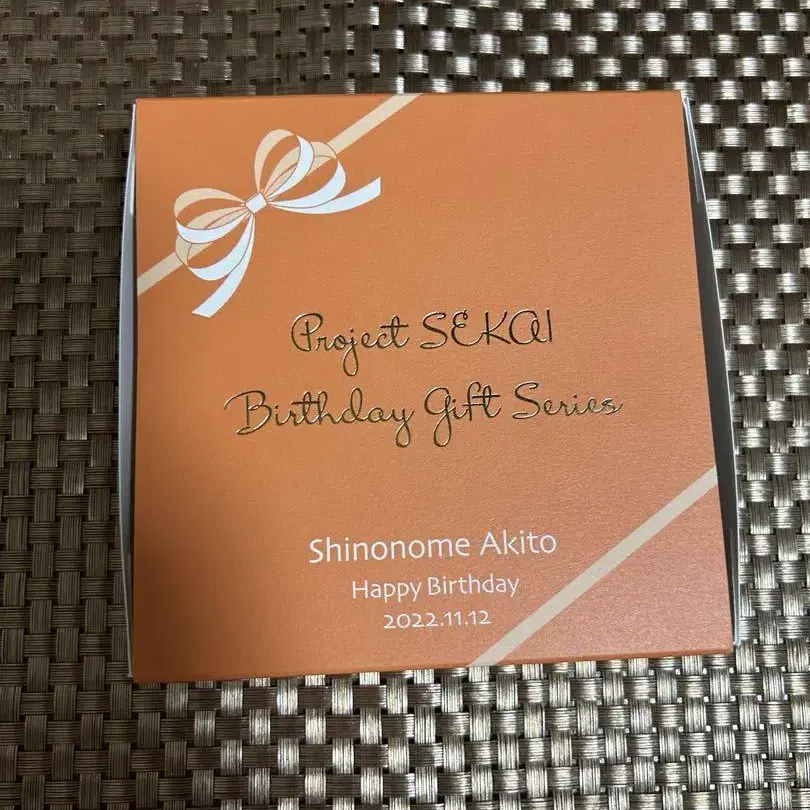 Project SEKAI
Birthday Gift Series
Shinonome Akito
Happy Birthday
2022.11.12